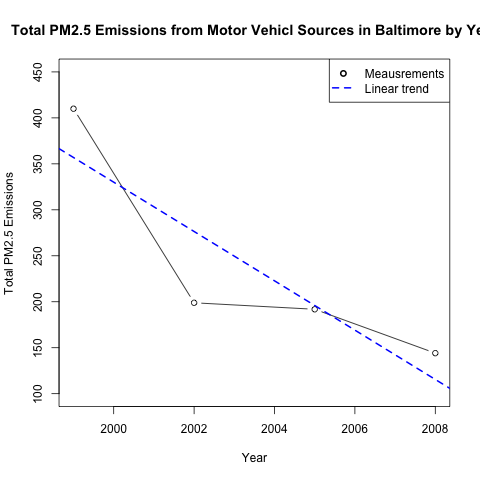 Total PM2.5 Emissions from Motor Vehicl Sources in Baltimore by Ye
Meausrements
Linear trend
450
400
350
300
250
200
150
100
Total PM2.5 Emissions
2000 2002 2004 2006 2008
Year